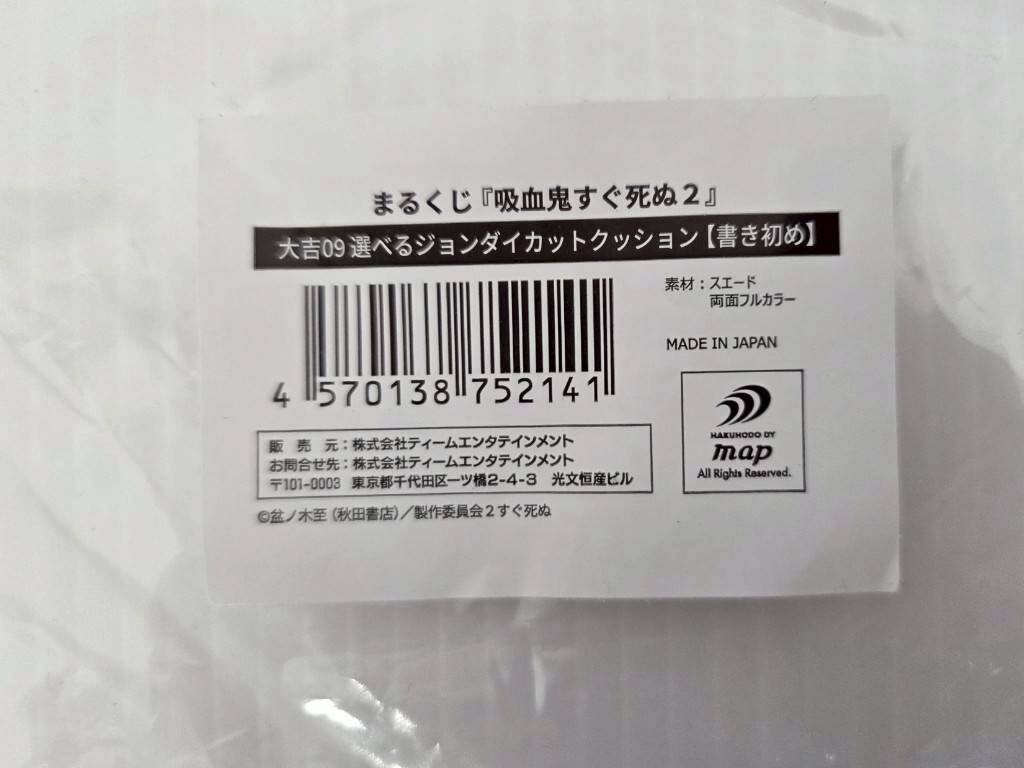 まるくじ『吸血鬼すぐ死ぬ２』
大吉09 選べるジョンダイカットクッション【書き初め】
素材：スエード
両面フルカラー
MADE IN JAPAN
4 570138 752141
HAKUHODO DY
map
All Rights Reserved.
販　売　元：株式会社ティームエンタテインメント
お問合せ先：株式会社ティームエンタテインメント
〒101-0003　東京都千代田区一ツ橋2-4-3　光文恒産ビル
©盆ノ木至（秋田書店）／製作委員会２すぐ死ぬ